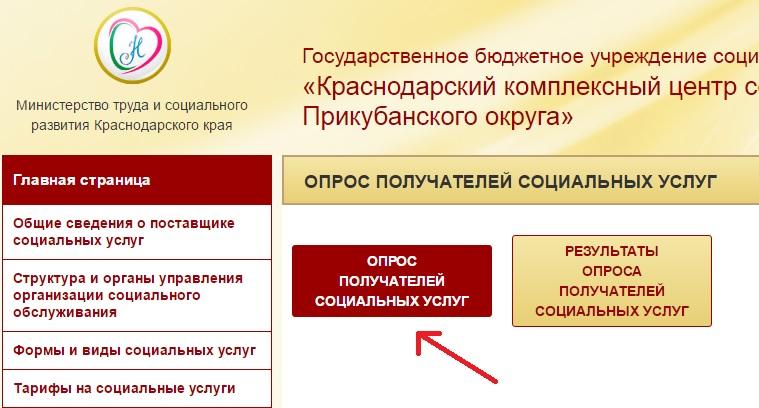 Министерство труда и социального
развития Краснодарского края
Государственное бюджетное учреждение соци
«Краснодарский комплексный центр со
Прикубанского округа»
Главная страница
Общие сведения о поставщике
социальных услуг
Структура и органы управления
организации социального
обслуживания
Формы и виды социальных услуг
Тарифы на социальные услуги
ОПРОС ПОЛУЧАТЕЛЕЙ СОЦИАЛЬНЫХ УСЛУГ
ОПРОС
ПОЛУЧАТЕЛЕЙ
СОЦИАЛЬНЫХ УСЛУГ
РЕЗУЛЬТАТЫ
ОПРОСА
ПОЛУЧАТЕЛЕЙ
СОЦИАЛЬНЫХ УСЛУГ